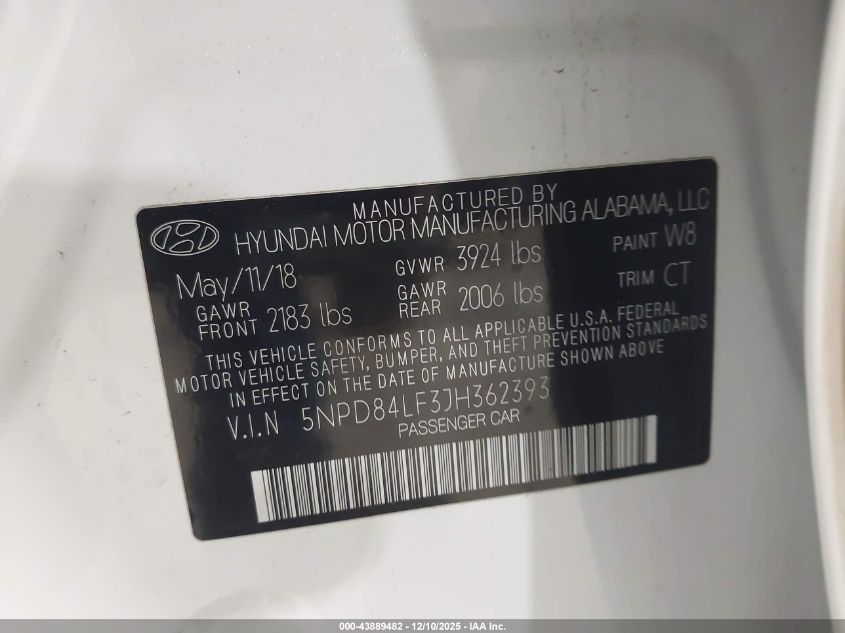 MANUFACTURED BY
HYUNDAI MOTOR MANUFACTURING ALABAMA, LLC
May/11/18 GVWR 3924 lbs PAINT W8
GAWR FRONT 2183 lbs GAWR REAR 2006 lbs TRIM CT
THIS VEHICLE CONFORMS TO ALL APPLICABLE U.S.A. FEDERAL
MOTOR VEHICLE SAFETY, BUMPER, AND THEFT PREVENTION STANDARDS
IN EFFECT ON THE DATE OF MANUFACTURE SHOWN ABOVE
V.I.N 5NPD84LF3JH362393
PASSENGER CAR
000-43889482 - 12/10/2025 - IAA Inc.